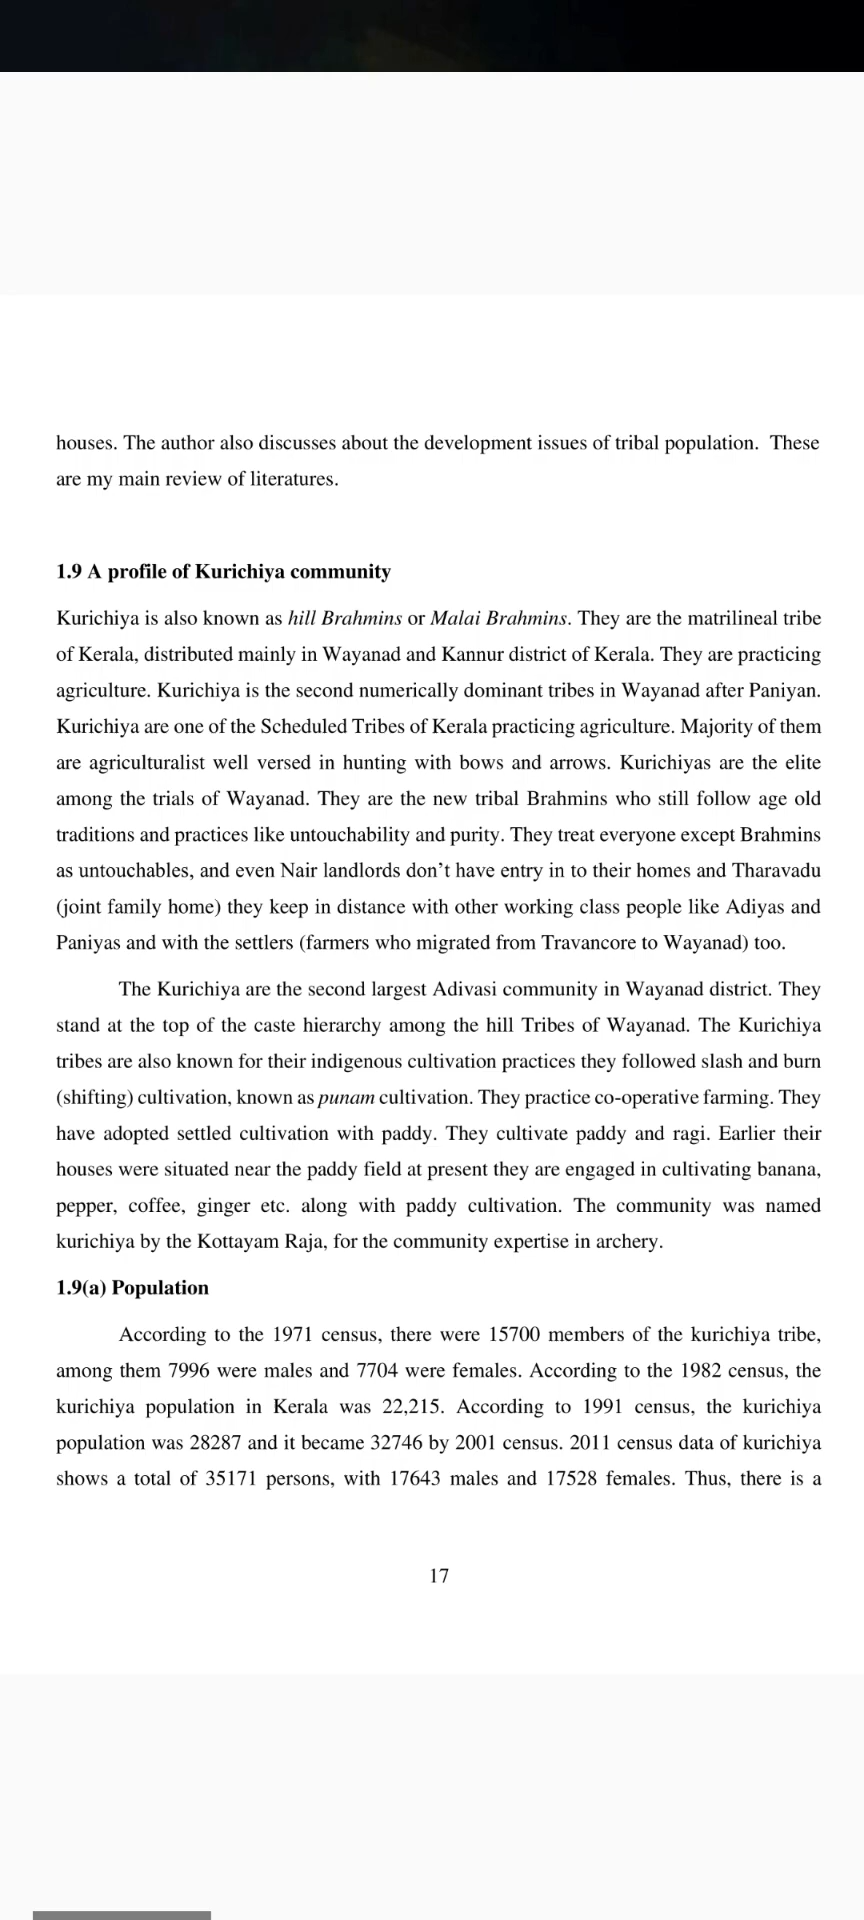 houses. The author also discusses about the development issues of tribal population.  These
are my main review of literatures.
1.9 A profile of Kurichiya community
Kurichiya is also known as hill Brahmins or Malai Brahmins. They are the matrilineal tribe
of Kerala, distributed mainly in Wayanad and Kannur district of Kerala. They are practicing
agriculture. Kurichiya is the second numerically dominant tribes in Wayanad after Paniyan.
Kurichiya are one of the Scheduled Tribes of Kerala practicing agriculture. Majority of them
are agriculturalist well versed in hunting with bows and arrows. Kurichiyas are the elite
among the trials of Wayanad. They are the new tribal Brahmins who still follow age old
traditions and practices like untouchability and purity. They treat everyone except Brahmins
as untouchables, and even Nair landlords don’t have entry in to their homes and Tharavadu
(joint family home) they keep in distance with other working class people like Adiyas and
Paniyas and with the settlers (farmers who migrated from Travancore to Wayanad) too.
The Kurichiya are the second largest Adivasi community in Wayanad district. They
stand at the top of the caste hierarchy among the hill Tribes of Wayanad. The Kurichiya
tribes are also known for their indigenous cultivation practices they followed slash and burn
(shifting) cultivation, known as punam cultivation. They practice co-operative farming. They
have adopted settled cultivation with paddy. They cultivate paddy and ragi. Earlier their
houses were situated near the paddy field at present they are engaged in cultivating banana,
pepper, coffee, ginger etc. along with paddy cultivation. The community was named
kurichiya by the Kottayam Raja, for the community expertise in archery.
1.9(a) Population
According to the 1971 census, there were 15700 members of the kurichiya tribe,
among them 7996 were males and 7704 were females. According to the 1982 census, the
kurichiya population in Kerala was 22,215. According to 1991 census, the kurichiya
population was 28287 and it became 32746 by 2001 census. 2011 census data of kurichiya
shows a total of 35171 persons, with 17643 males and 17528 females. Thus, there is a
17